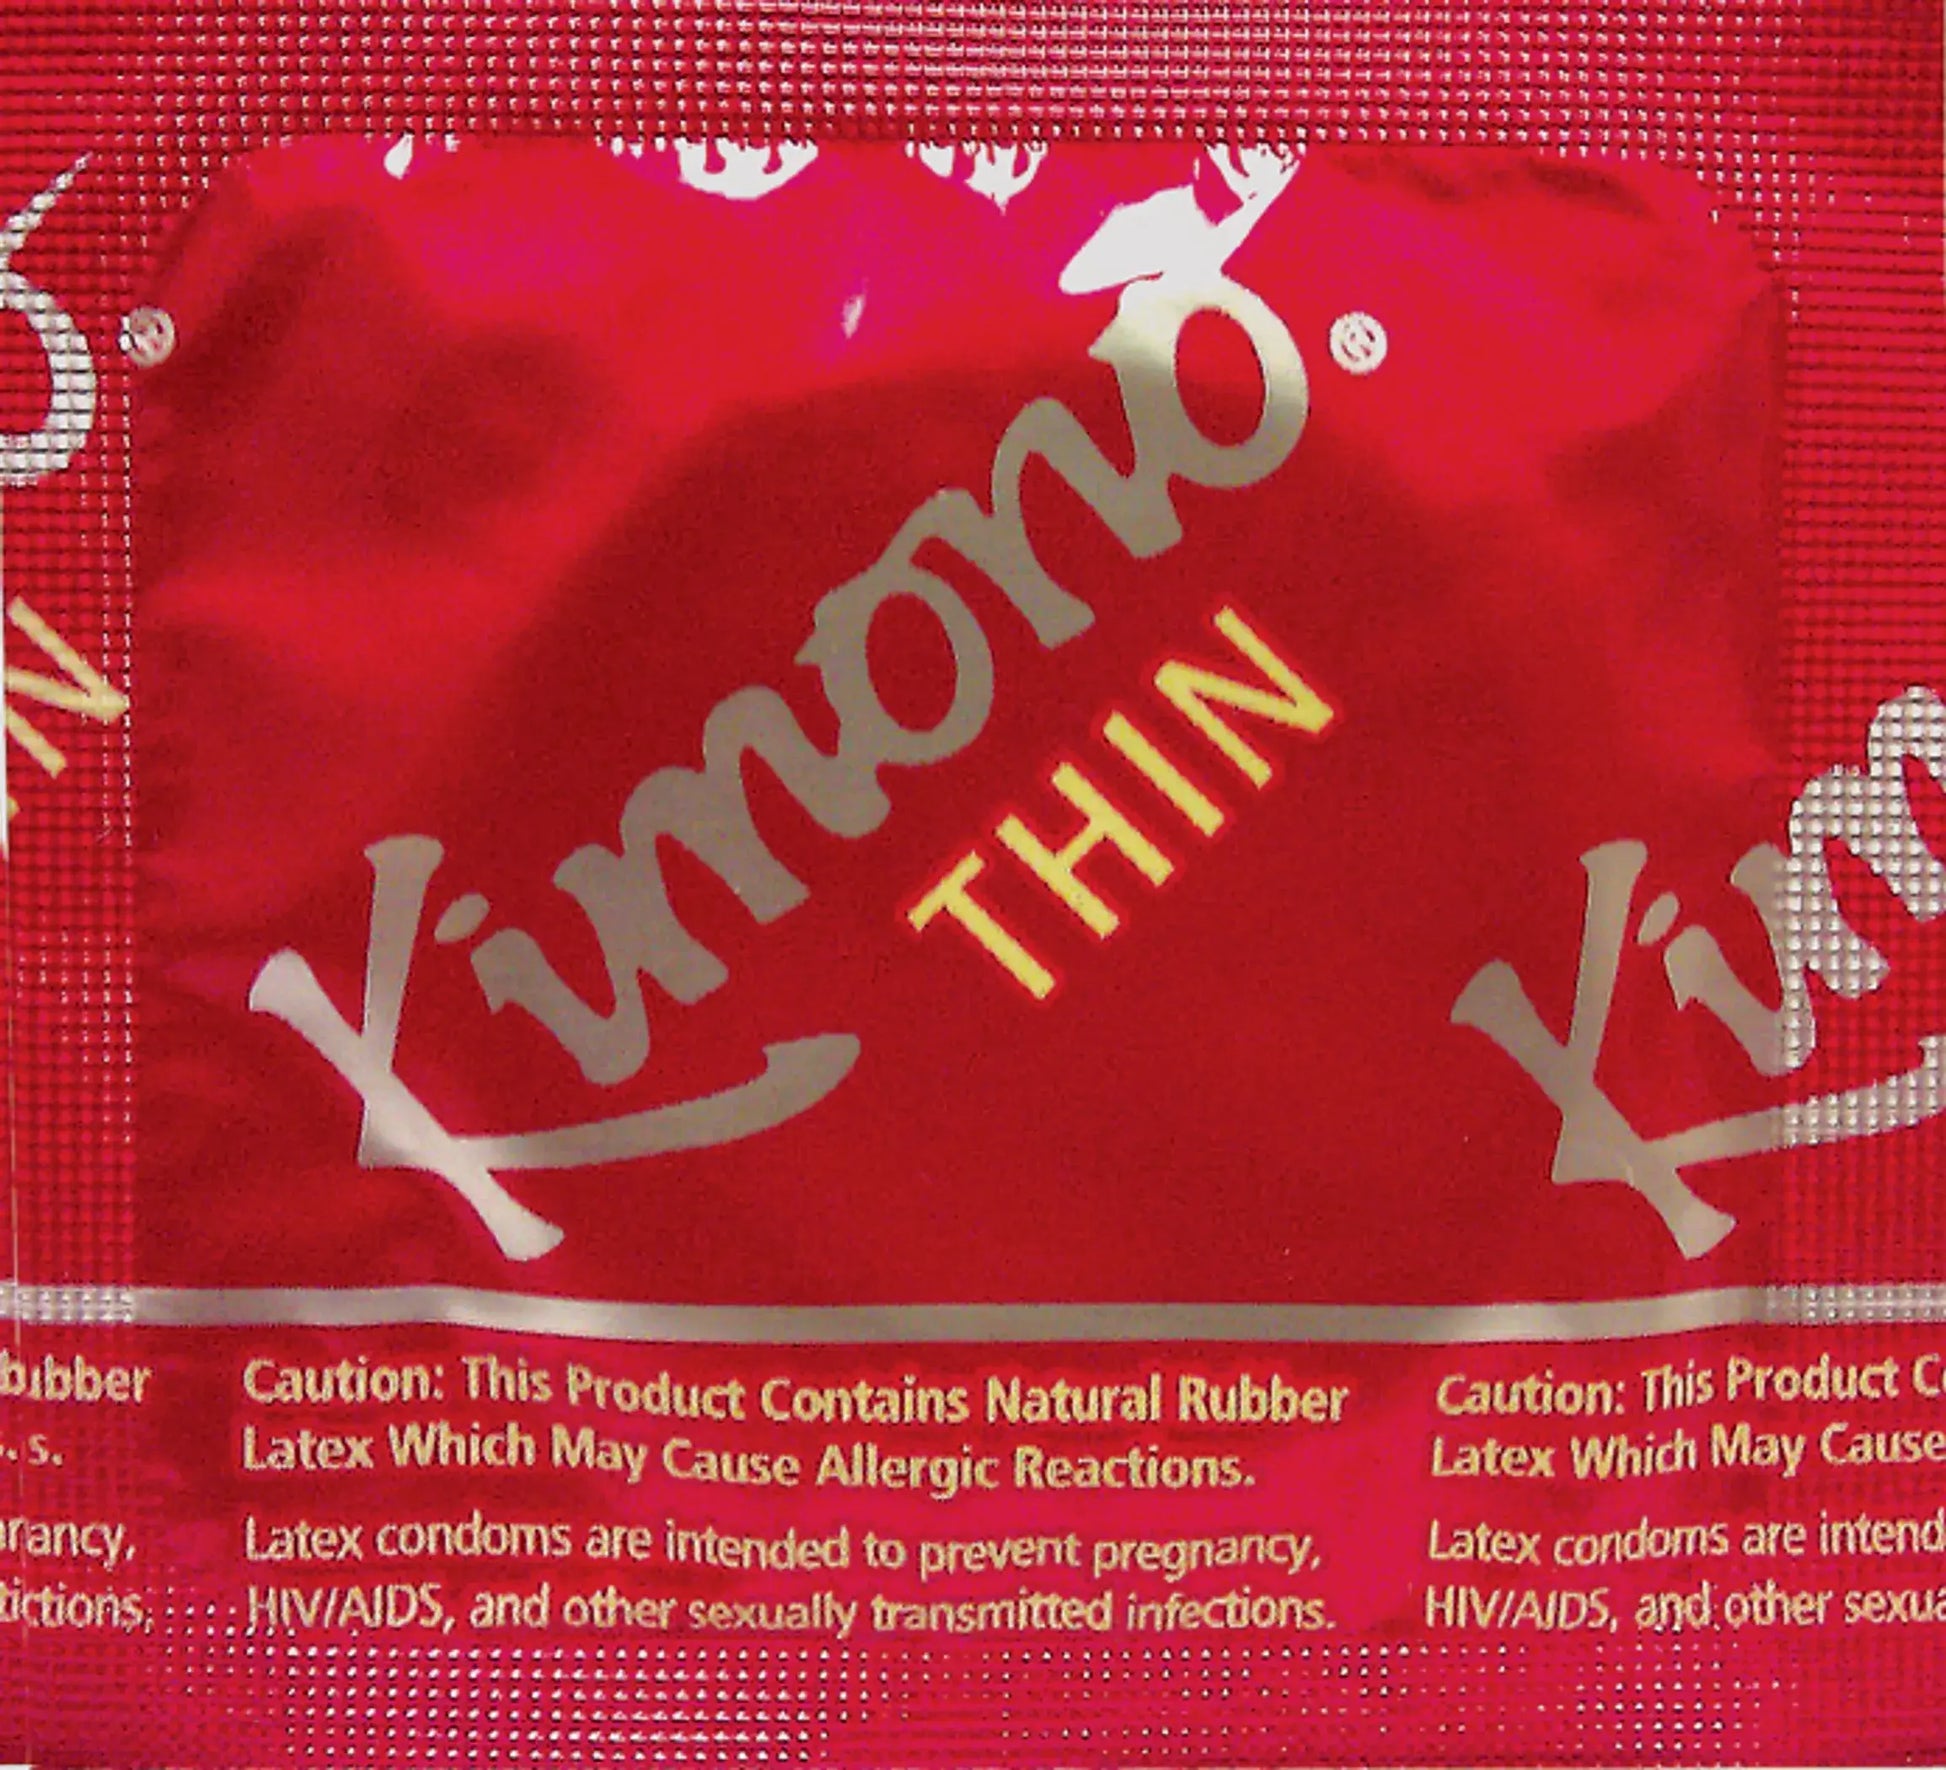 Kimono®
THIN
N
Kim
Caution: This Product Contains Natural Rubber
Latex Which May Cause Allergic Reactions.
Latex condoms are intended to prevent pregnancy,
HIV/AIDS, and other sexually transmitted infections.
Caution: This Product C
Latex Which May Cause
Latex condoms are intend
HIV/AIDS, and other sexua